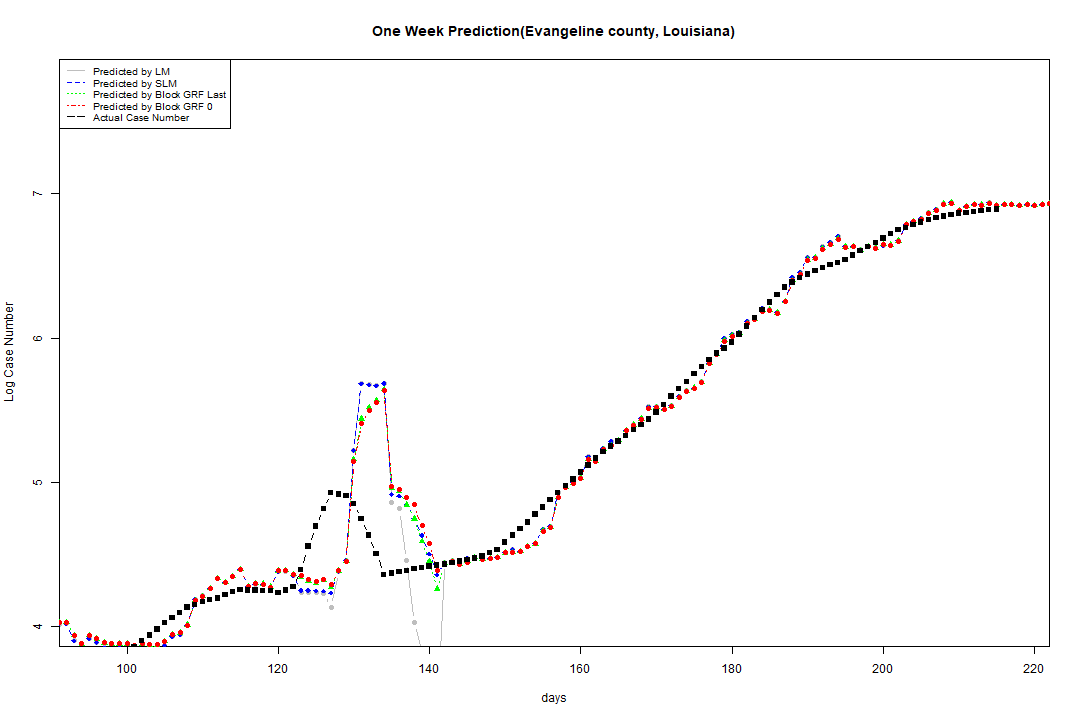 One Week Prediction(Evangeline county, Louisiana)
Predicted by LM
Predicted by SLM
Predicted by Block GRF Last
Predicted by Block GRF 0
Actual Case Number
Log Case Number
7
6
5
4
100 120 140 160 180 200 220
days